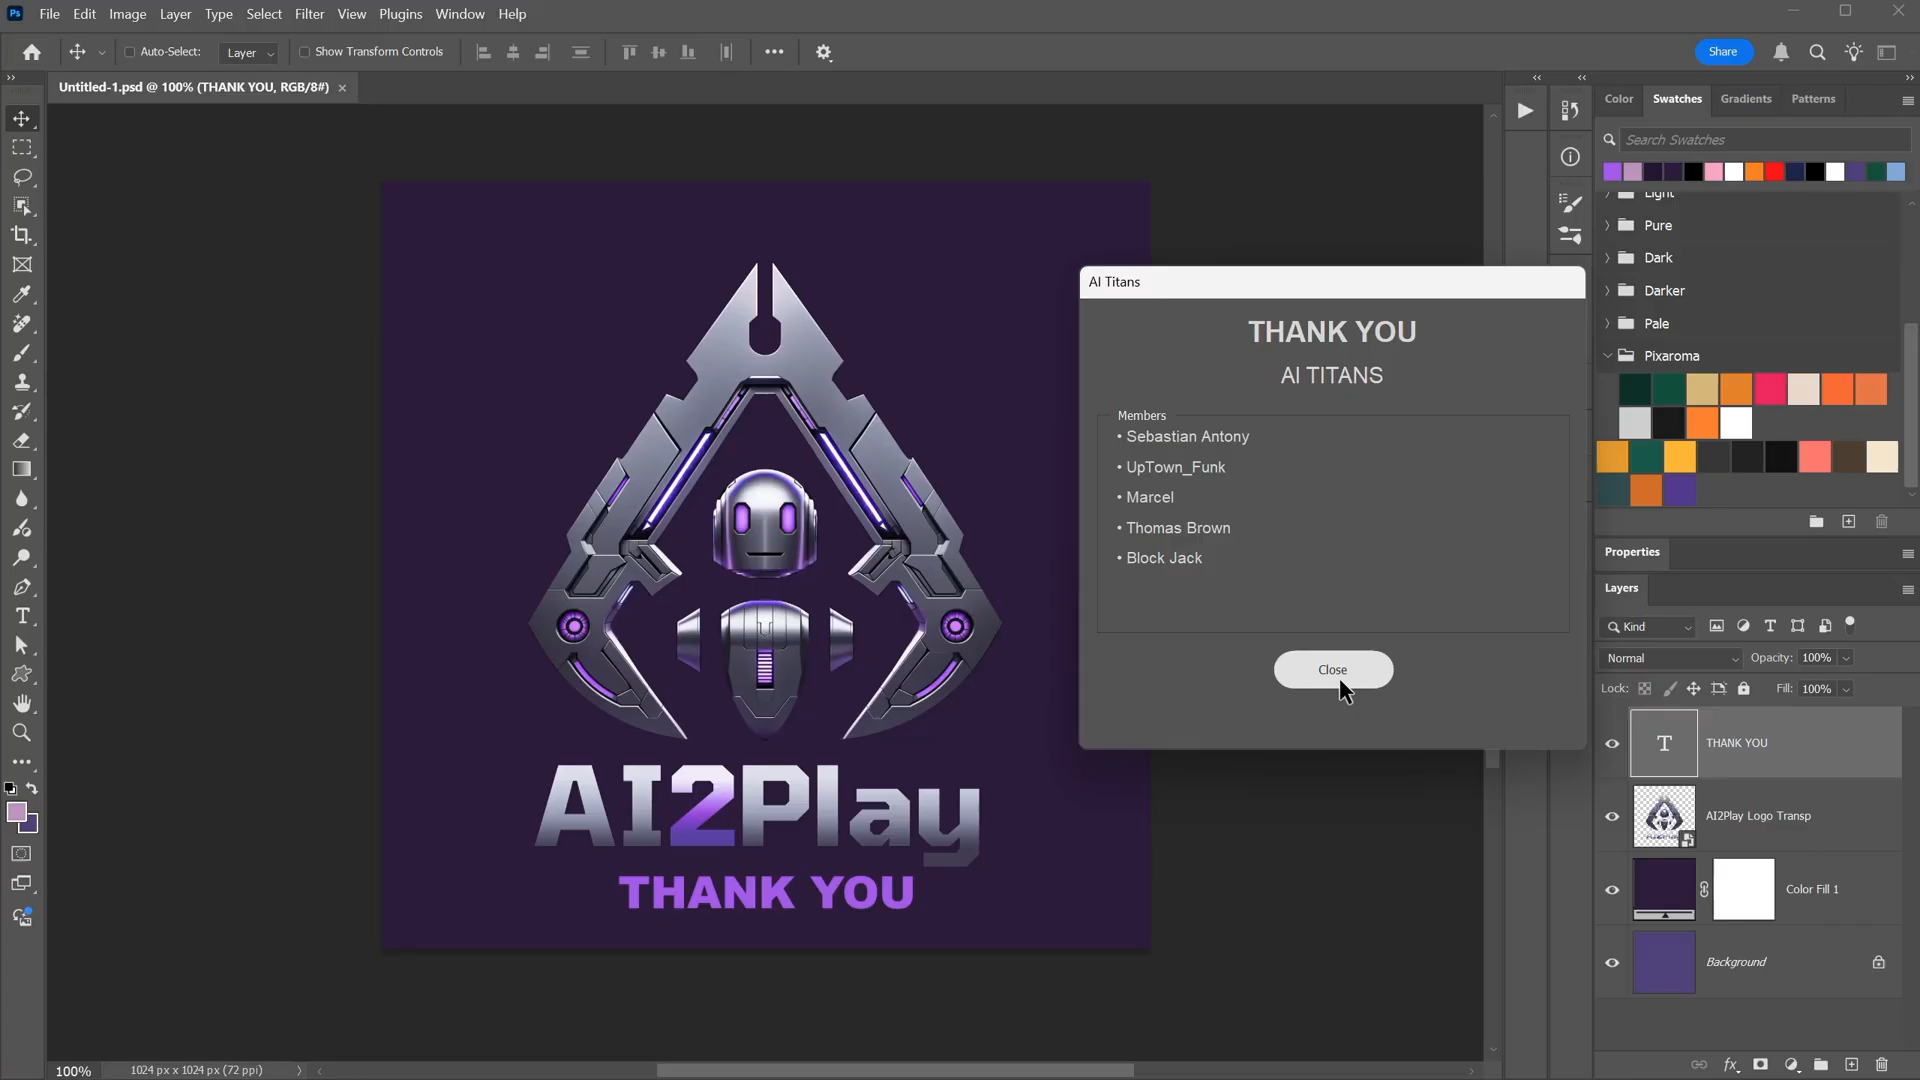 Ps File Edit Image Layer Type Select Filter View Plugins Window Help
Auto-Select: Layer Show Transform Controls Share
Untitled-1.psd @ 100% (THANK YOU, RGB/8#)
Color Swatches Gradients Patterns
Search Swatches
Light
Pure
Dark
Darker
Pale
Pixaroma
AI Titans
THANK YOU
AI TITANS
Members
• Sebastian Antony
• UpTown_Funk
• Marcel
• Thomas Brown
• Block Jack
Close
AI2Play
THANK YOU
Properties
Layers
Kind
Normal Opacity: 100%
Lock: Fill: 100%
T THANK YOU
AI2Play Logo Transp
Color Fill 1
Background
100% 1024 px x 1024 px (72 ppi)